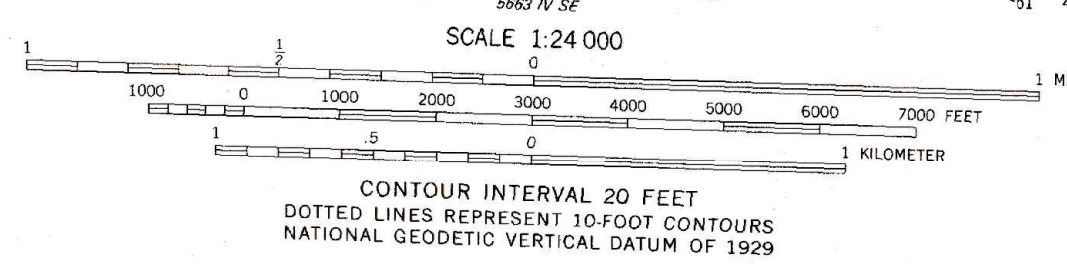 5663 IV SE
SCALE 1:24 000
1 1/2 0 1 M
1000 0 1000 2000 3000 4000 5000 6000 7000 FEET
1 .5 0 1 KILOMETER
CONTOUR INTERVAL 20 FEET
DOTTED LINES REPRESENT 10-FOOT CONTOURS
NATIONAL GEODETIC VERTICAL DATUM OF 1929